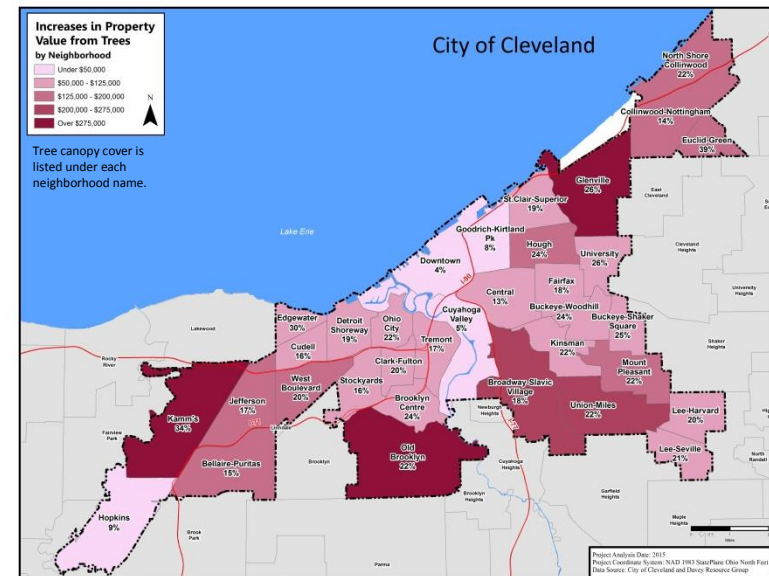 Increases in Property
Value from Trees
by Neighborhood
Under $50,000
$50,000 - $125,000
$125,000 - $200,000
$200,000 - $275,000
Over $275,000
N
Tree canopy cover is
listed under each
neighborhood name.
City of Cleveland
North Shore
Collinwood
22%
Collinwood-Nottingham
14%
Euclid-Green
39%
Glenville
26%
East
Cleveland
St.Clair-Superior
19%
Lake Erie
Goodrich-Kirtland
Pk
8%
Hough
24%
University
26%
Cleveland
Heights
Downtown
4%
I-90
Central
13%
Fairfax
18%
University
Heights
Buckeye-Woodhill
24%
Buckeye-Shaker
Square
25%
Cuyahoga
Valley
5%
Edgewater
30%
Detroit
Shoreway
19%
Ohio
City
22%
Tremont
17%
Lakewood
Cudell
16%
Kinsman
22%
Shaker
Heights
Rocky
River
Clark-Fulton
20%
West
Boulevard
20%
Stockyards
16%
Mount
Pleasant
22%
Kamm's
34%
Jefferson
17%
Brooklyn
Centre
24%
Broadway-Slavic
Village
18%
Union-Miles
22%
Lee-Harvard
20%
Newburgh
Heights
Fairview
Park
I-71
Linndale
I-77
Old
Brooklyn
22%
Lee-Seville
21%
North
Randall
Bellaire-Puritas
15%
Brooklyn
Cuyahoga
Heights
Brooklyn
Heights
Garfield
Heights
Hopkins
9%
Brook
Park
Maple
Heights
Parma
Miles
Project Analysis Date: 2015
Project Coordinate System: NAD 1983 StatePlane Ohio North Feet
Data Source: City of Cleveland and Davey Resource Group